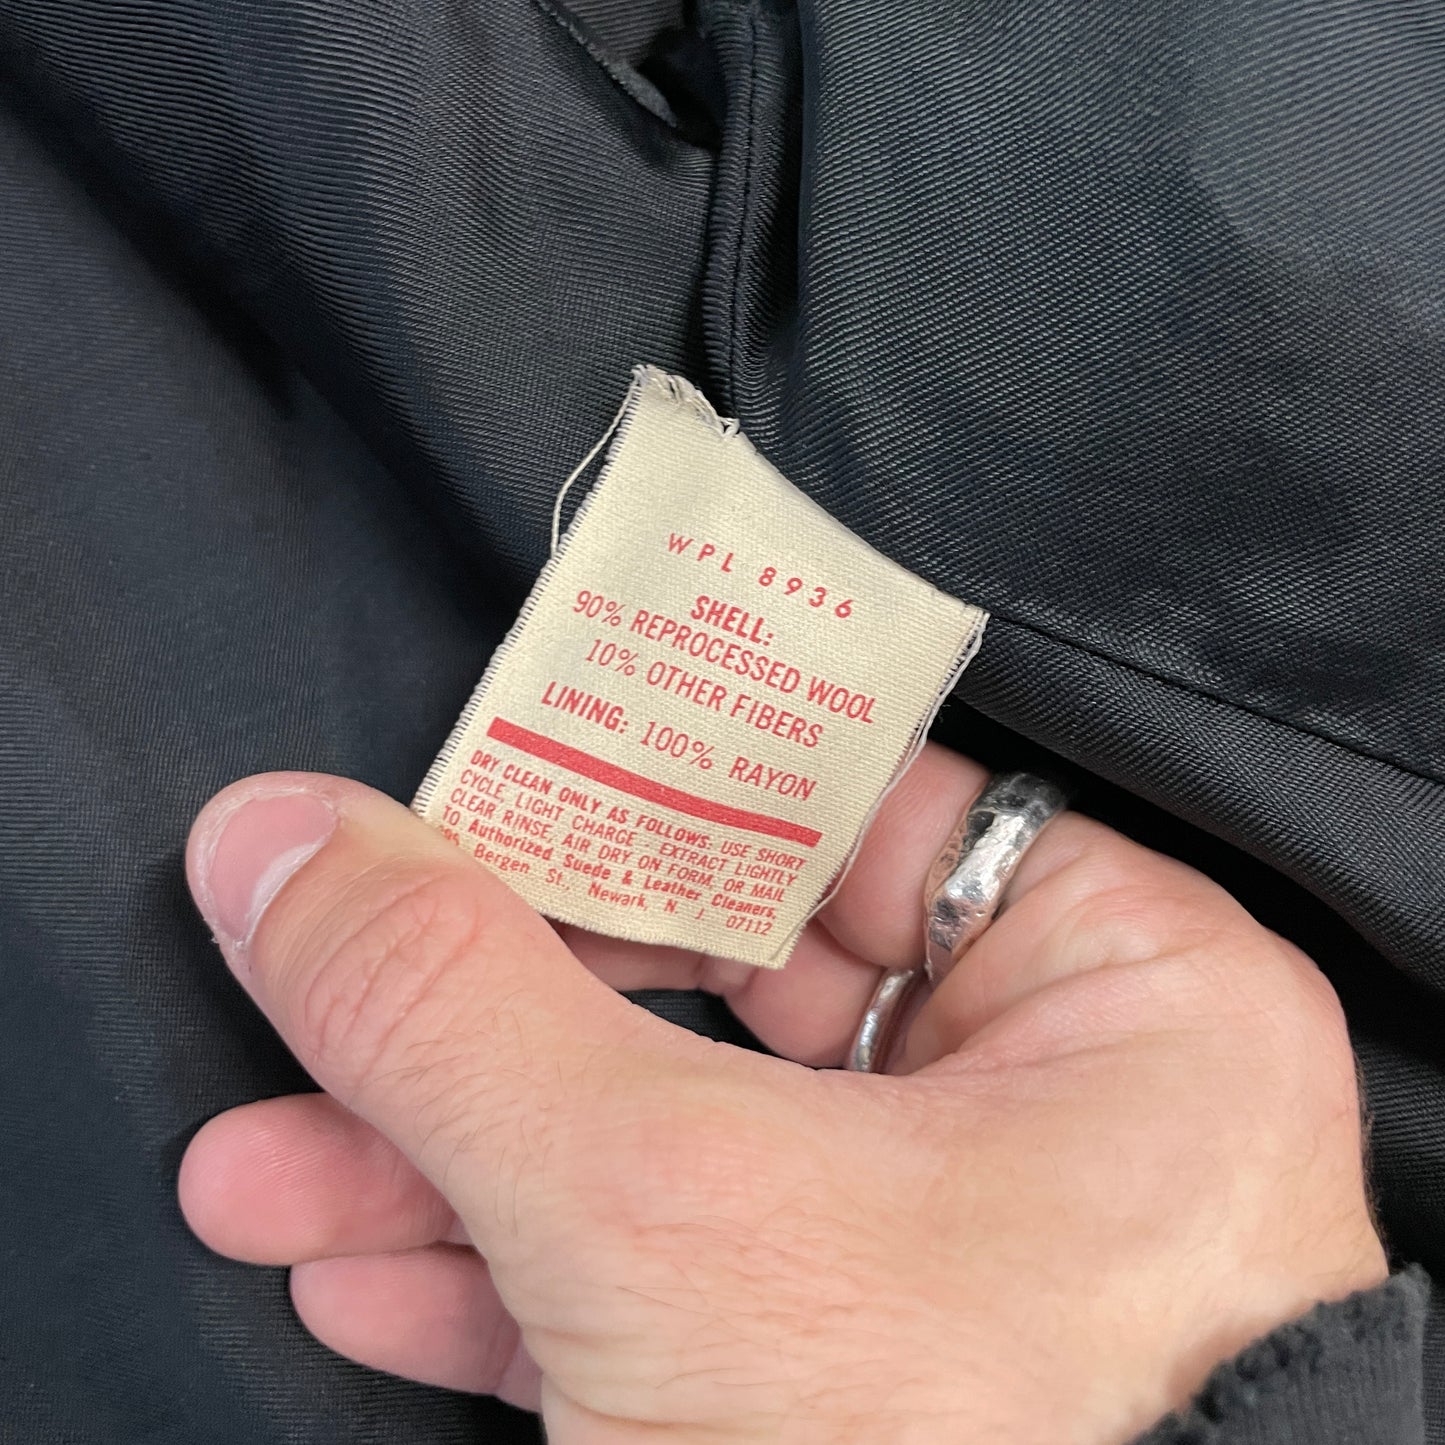 WPL 8936
SHELL:
90% REPROCESSED WOOL
10% OTHER FIBERS
LINING: 100% RAYON
DRY CLEAN ONLY AS FOLLOWS: USE SHORT
CYCLE, LIGHT CHARGE - EXTRACT LIGHTLY
CLEAR RINSE, AIR DRY ON FORM, OR MAIL
TO Authorized Suede & Leather Cleaners,
Bergen St., Newark, N. J. 07112